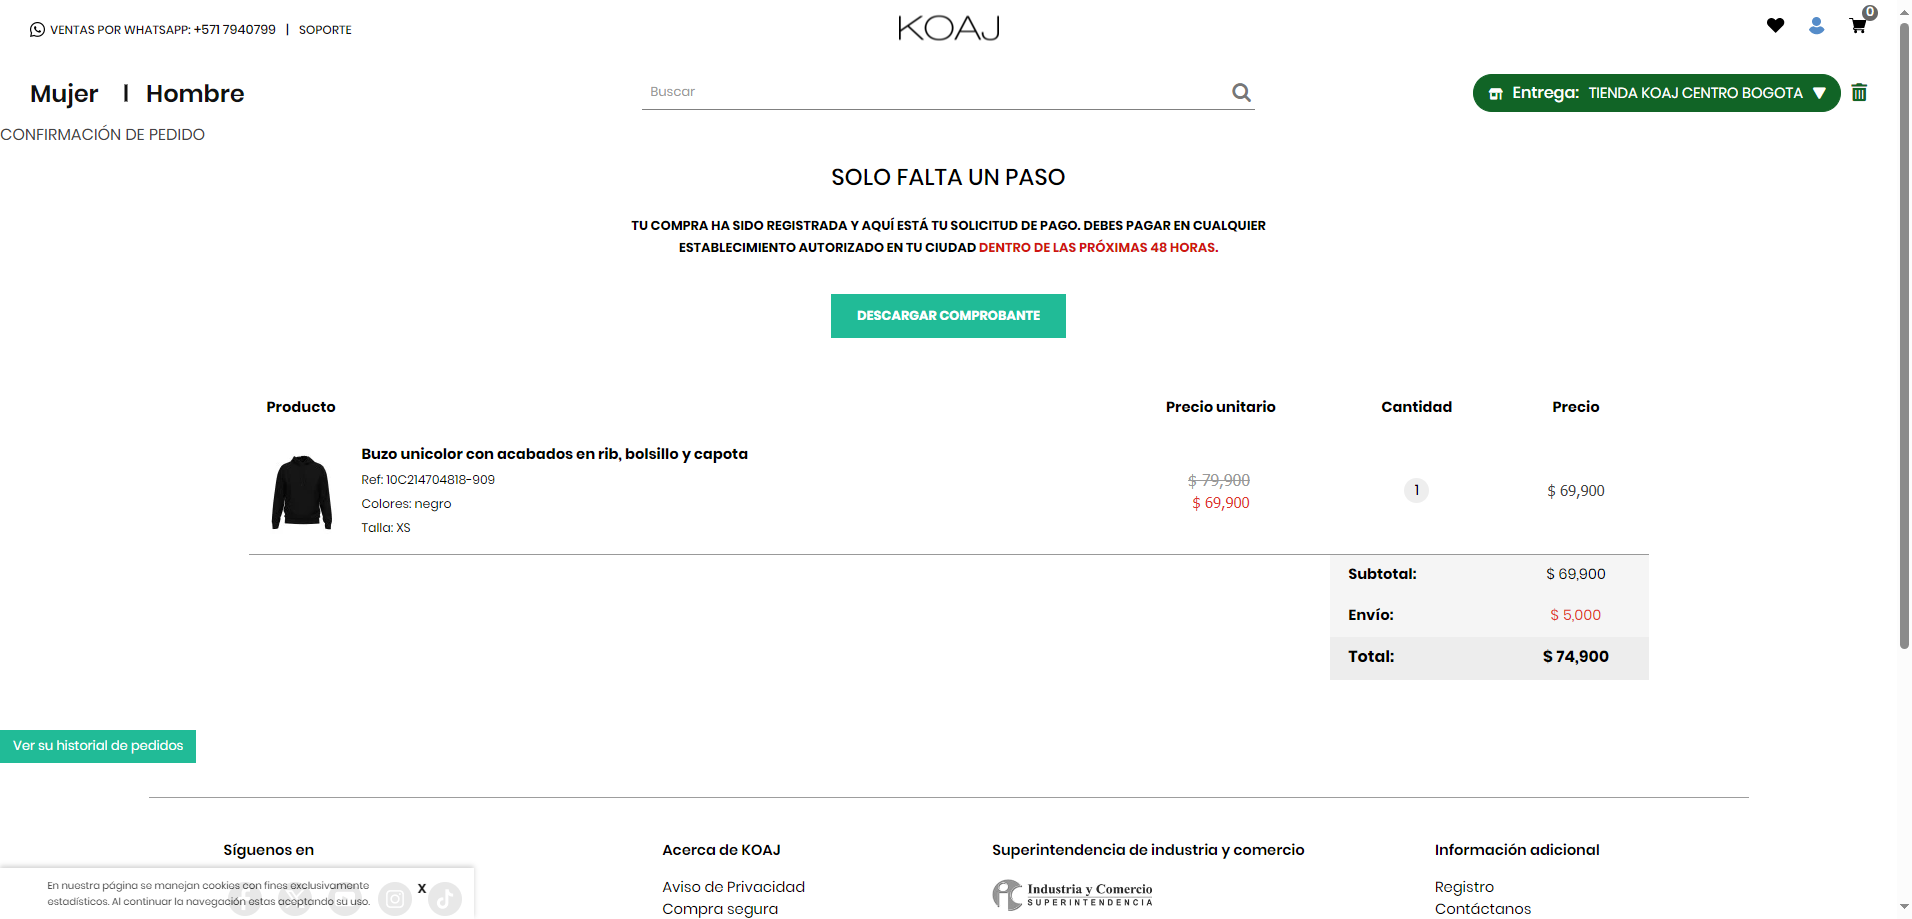 VENTAS POR WHATSAPP: +571 7940799 | SOPORTE
KOAJ
0
Mujer | Hombre
Buscar
Entrega: TIENDA KOAJ CENTRO BOGOTA
CONFIRMACIÓN DE PEDIDO
SOLO FALTA UN PASO
TU COMPRA HA SIDO REGISTRADA Y AQUÍ ESTÁ TU SOLICITUD DE PAGO. DEBES PAGAR EN CUALQUIER
ESTABLECIMIENTO AUTORIZADO EN TU CIUDAD DENTRO DE LAS PRÓXIMAS 48 HORAS.
DESCARGAR COMPROBANTE
Producto Precio unitario Cantidad Precio
Buzo unicolor con acabados en rib, bolsillo y capota
Ref: 10C214704818-909
Colores: negro
Talla: XS
$ 79,900
$ 69,900
1
$ 69,900
Subtotal: $ 69,900
Envío: $ 5,000
Total: $ 74,900
Ver su historial de pedidos
Síguenos en
Acerca de KOAJ
Aviso de Privacidad
Compra segura
Superintendencia de industria y comercio
Industria y Comercio
SUPERINTENDENCIA
Información adicional
Registro
Contáctanos
En nuestra página se manejan cookies con fines exclusivamente
estadísticos. Al continuar la navegación estas aceptando su uso.
X